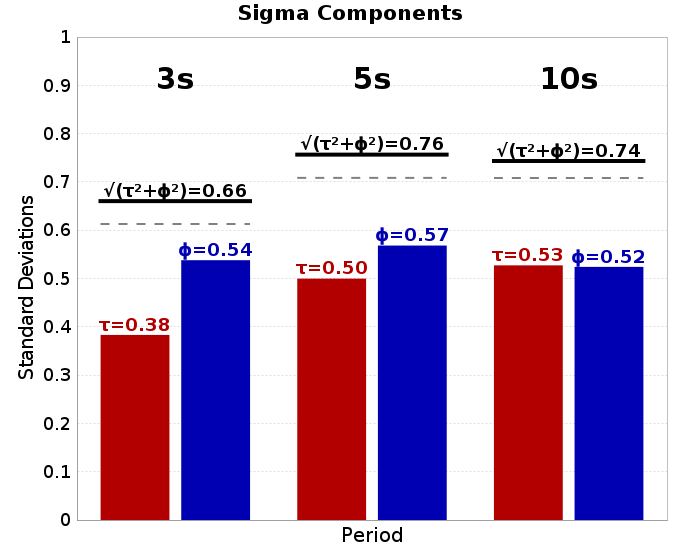 Sigma Components
Standard Deviations
1
0.9
0.8
0.7
0.6
0.5
0.4
0.3
0.2
0.1
0
3s
5s
10s
√(τ²+ϕ²)=0.66
√(τ²+ϕ²)=0.76
√(τ²+ϕ²)=0.74
τ=0.38
ϕ=0.54
τ=0.50
ϕ=0.57
τ=0.53
ϕ=0.52
Period